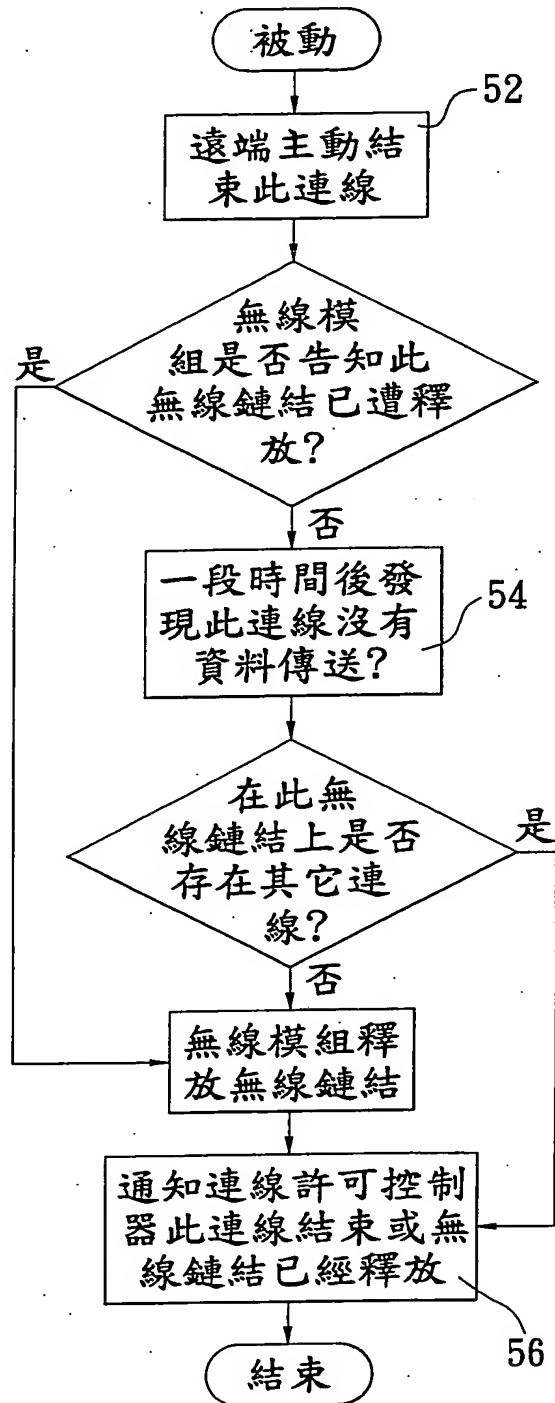 被動
52
遠端主動結
束此連線
無線模
組是否告知此
無線鏈結已遭釋
放?
是
否
一段時間後發
現此連線沒有
資料傳送?
54
在此無
線鏈結上是否
存在其它連
線?
是
否
無線模組釋
放無線鏈結
通知連線許可控制
器此連線結束或無
線鏈結已經釋放
56
結束